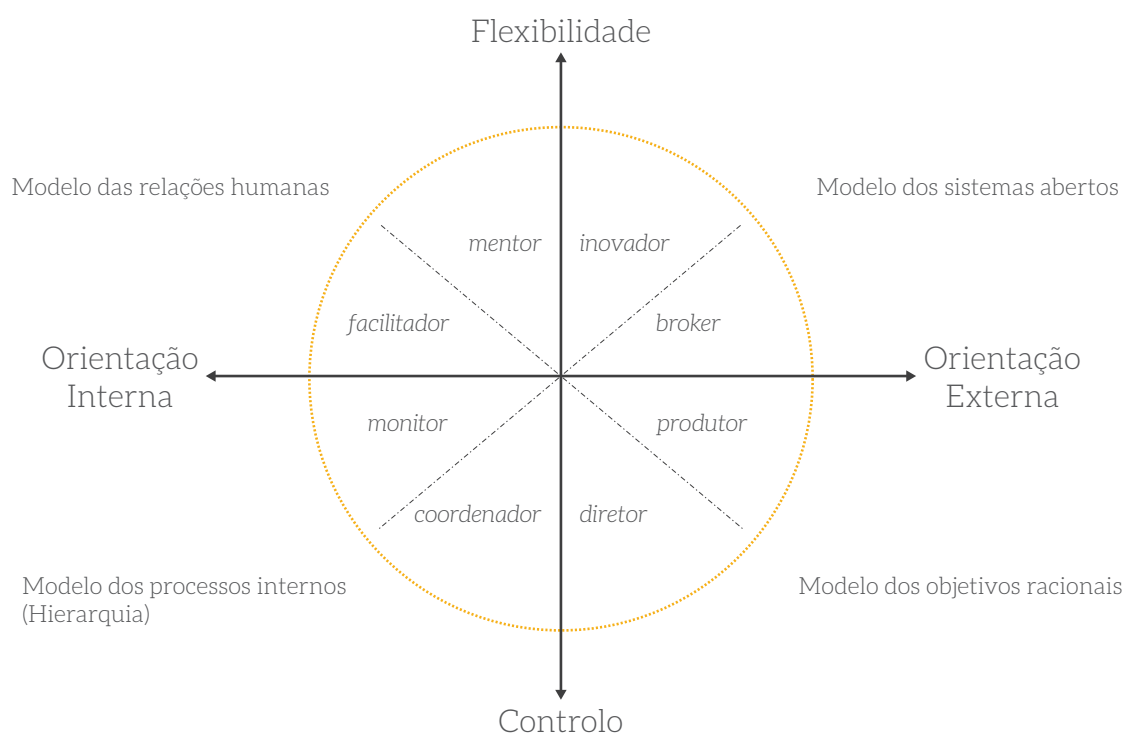 Flexibilidade
Modelo das relações humanas
Modelo dos sistemas abertos
mentor
inovador
facilitador
broker
Orientação
Interna
Orientação
Externa
monitor
produtor
coordenador
diretor
Modelo dos processos internos
(Hierarquia)
Modelo dos objetivos racionais
Controlo